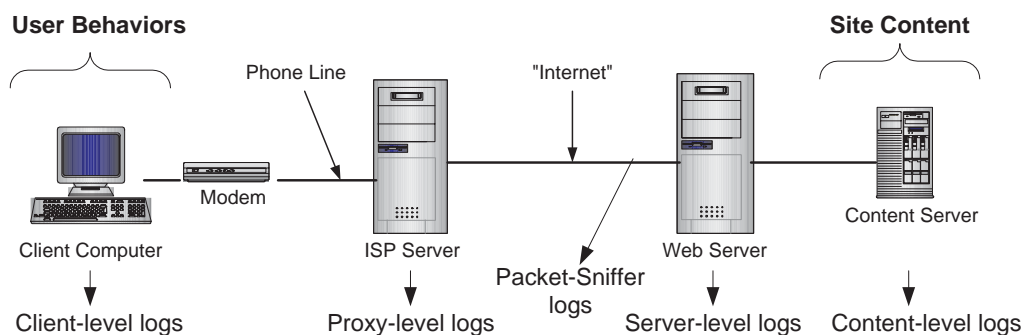 User Behaviors
Site Content
Phone Line
"Internet"
Modem
Client Computer
ISP Server
Web Server
Content Server
Packet-Sniffer
logs
Client-level logs
Proxy-level logs
Server-level logs
Content-level logs